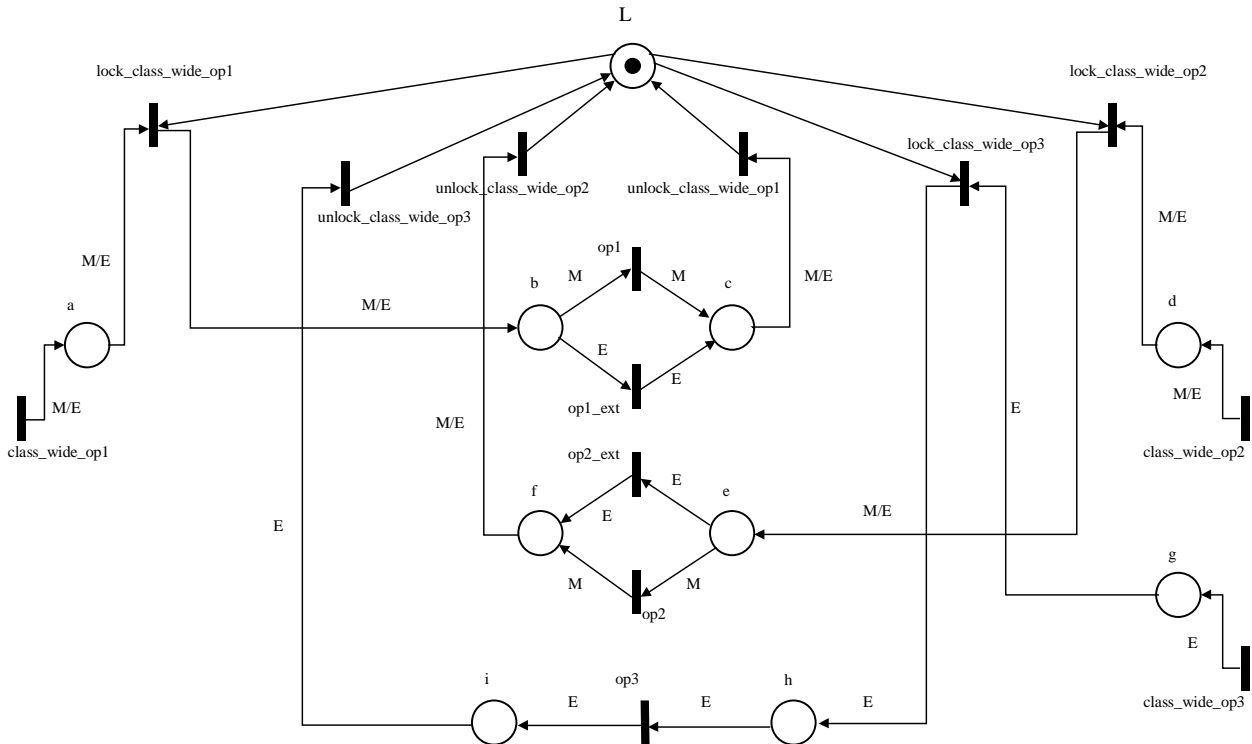 L
lock_class_wide_op1
lock_class_wide_op2
lock_class_wide_op3
unlock_class_wide_op2
unlock_class_wide_op1
unlock_class_wide_op3
M/E
op1
M/E
b
M
M
c
M/E
a
M/E
d
E
E
M/E
op1_ext
E
M/E
M/E
class_wide_op1
op2_ext
class_wide_op2
f
E
e
E
E
M/E
M
M
g
op2
E
i
op3
h
E
E
E
class_wide_op3